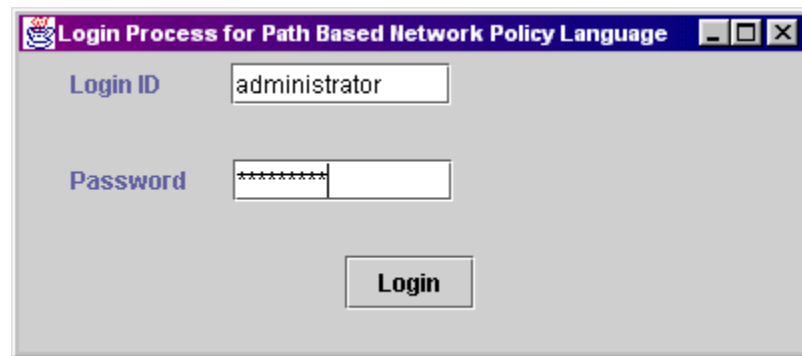 Login Process for Path Based Network Policy Language
Login ID administrator
Password *********
Login